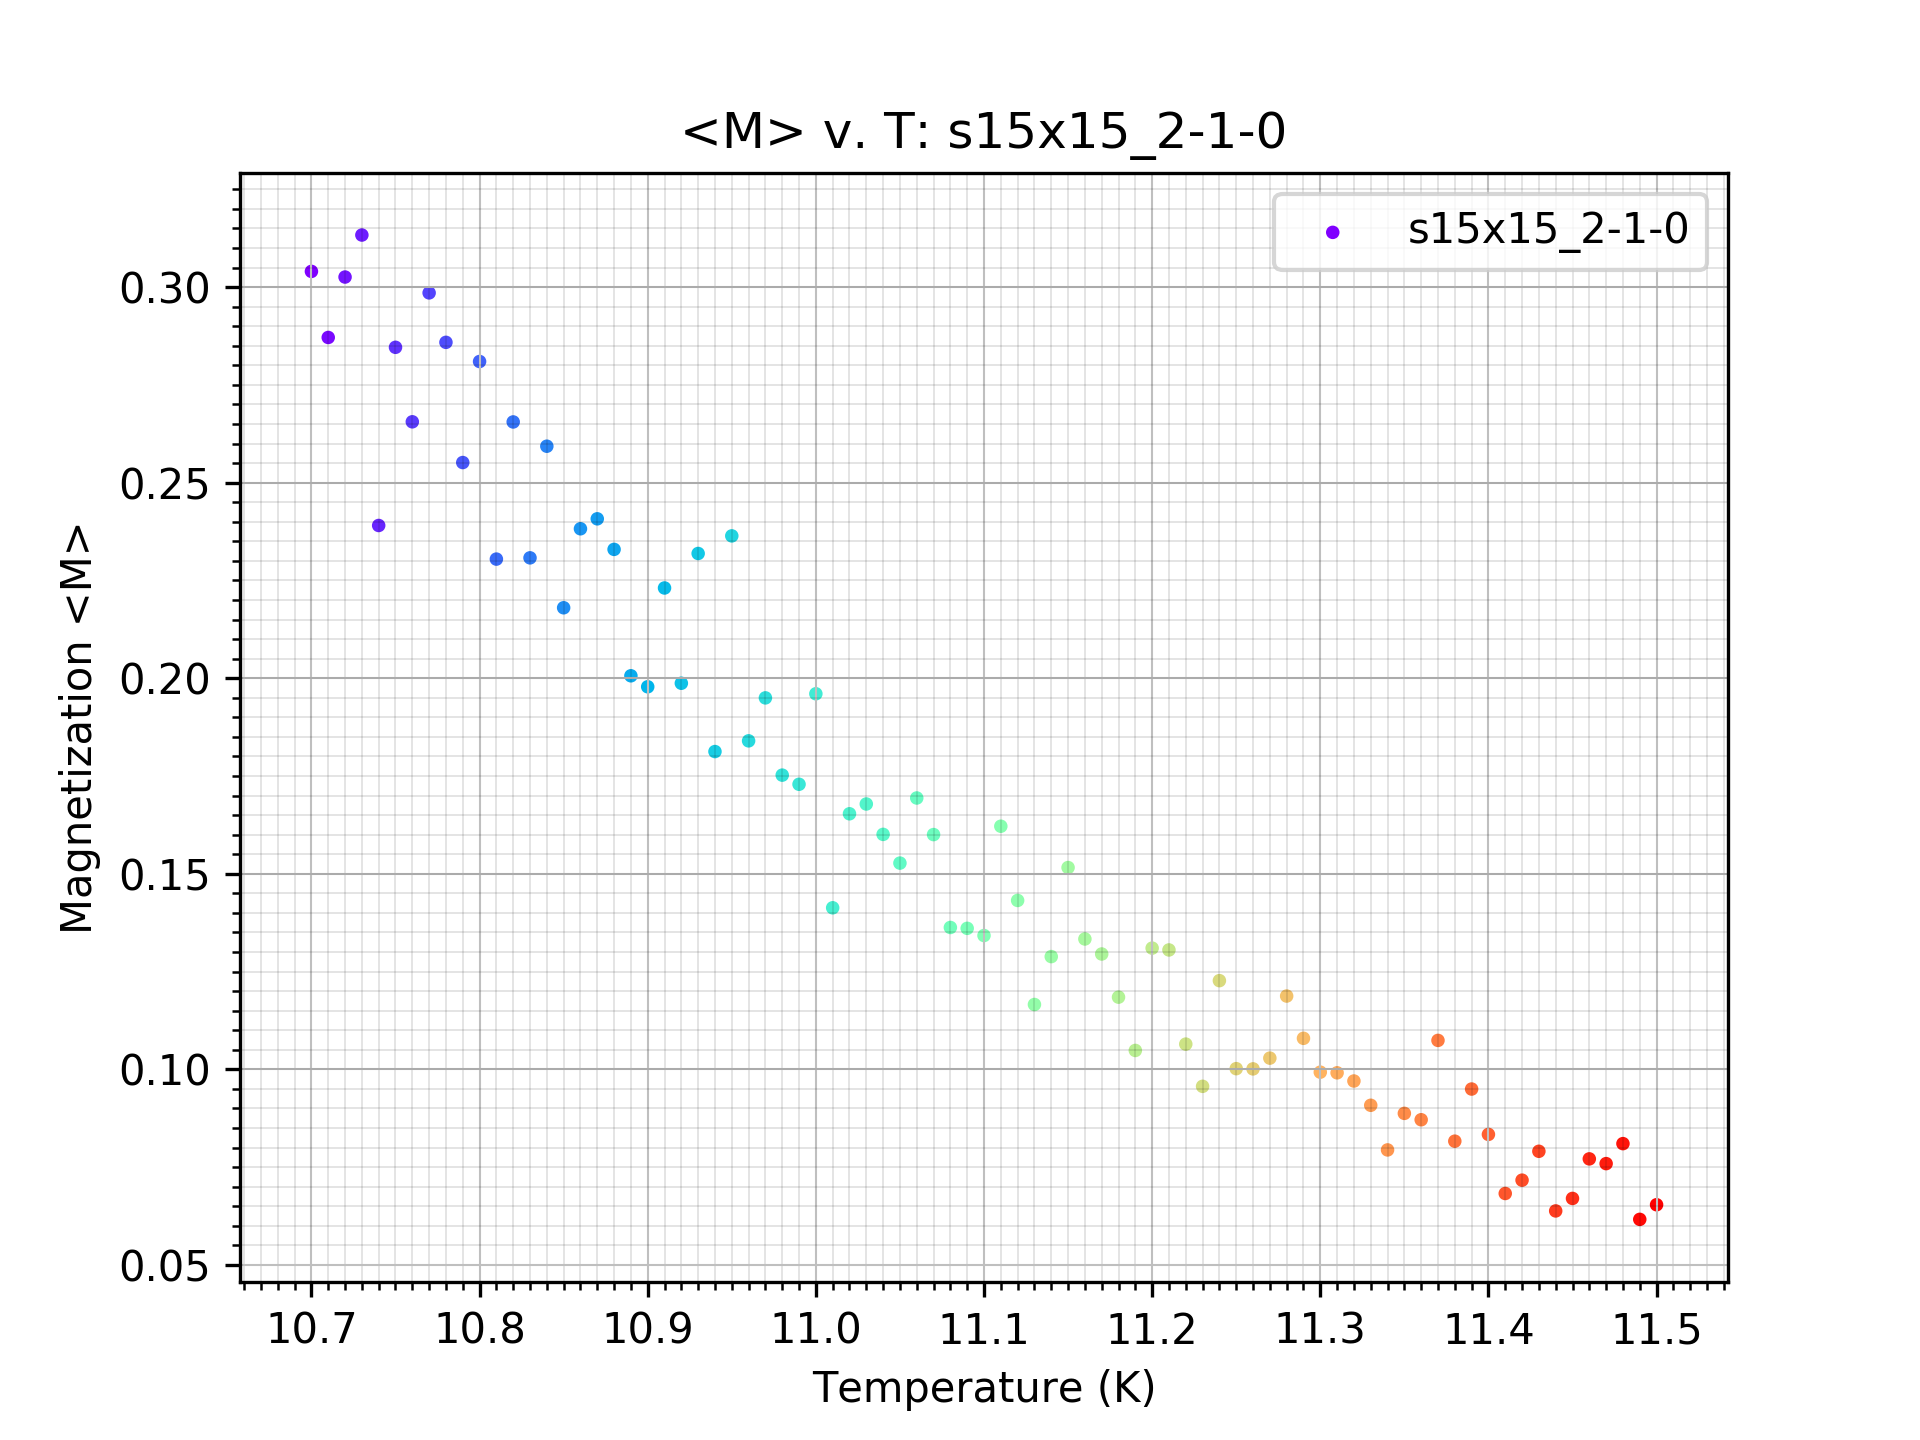 <M> v. T: s15x15_2-1-0
s15x15_2-1-0
0.30
0.25
0.20
0.15
0.10
0.05
Magnetization <M>
10.7 10.8 10.9 11.0 11.1 11.2 11.3 11.4 11.5
Temperature (K)